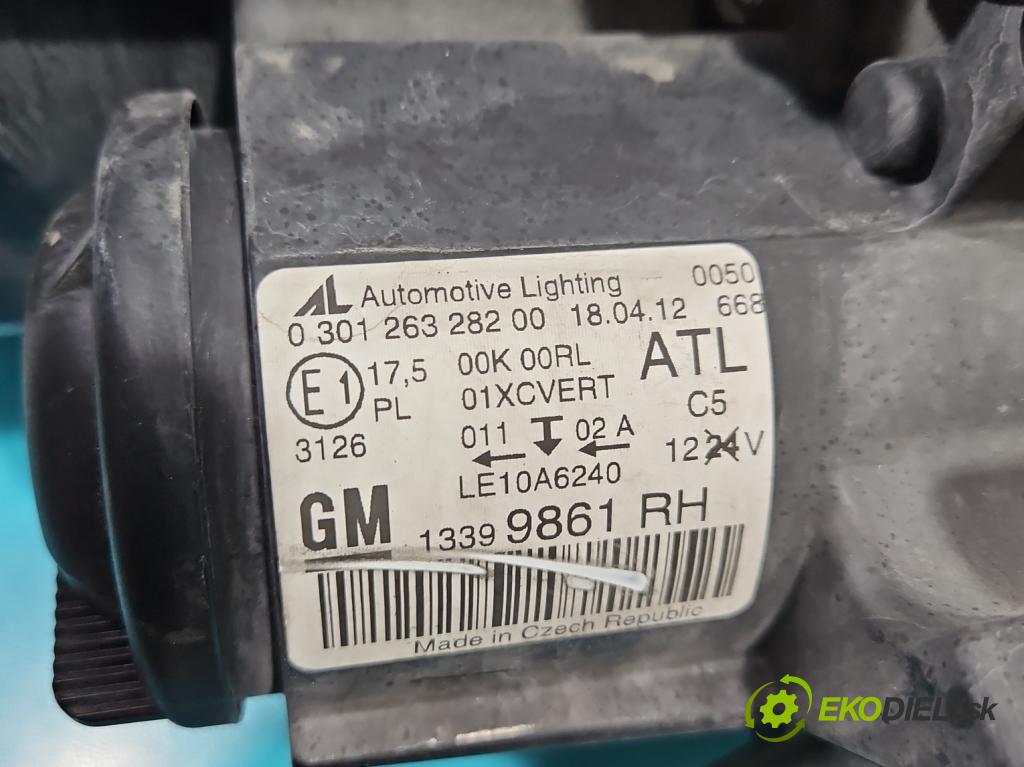 AL Automotive Lighting 0050
0 301 263 282 00 18.04.12 668
E1 17,5 00K 00RL ATL
PL 01XCVERT C5
3126 011 02 A 12 24 V
LE10A6240
GM 1339 9861 RH
Made in Czech Republic
EKODIELY.sk